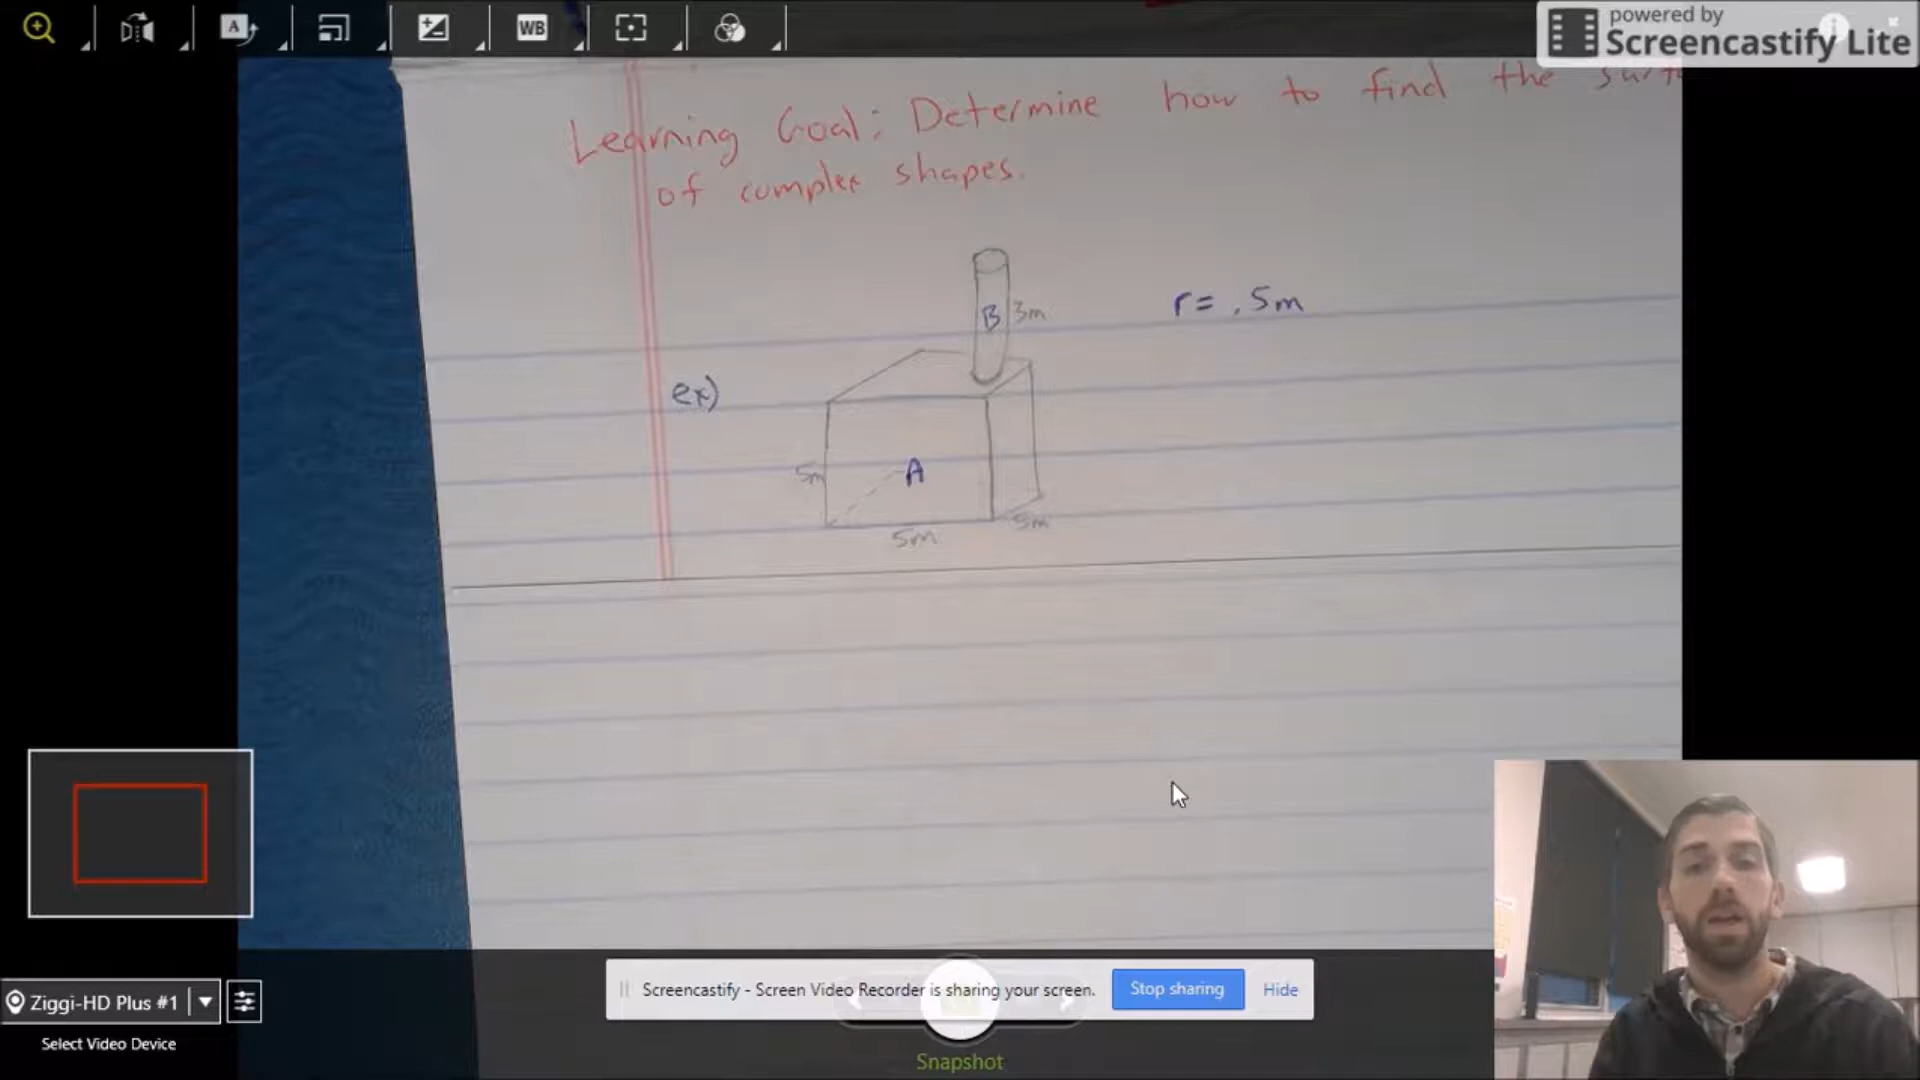 A
WB
powered by
Screencastify Lite
Learning Goal: Determine how to find the
of complex shapes.
B 3m
r = .5m
ex)
5m
A
5m
5m
Screencastify - Screen Video Recorder is sharing your screen.
Stop sharing
Hide
Ziggi-HD Plus #1
Select Video Device
Snapshot